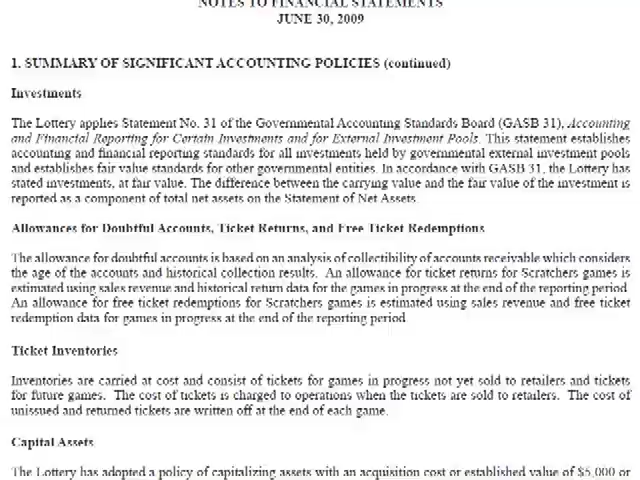 NOTES TO FINANCIAL STATEMENTS
JUNE 30, 2009
1. SUMMARY OF SIGNIFICANT ACCOUNTING POLICIES (continued)
Investments
The Lottery applies Statement No. 31 of the Governmental Accounting Standards Board (GASB 31), Accounting
and Financial Reporting for Certain Investments and for External Investment Pools. This statement establishes
accounting and financial reporting standards for all investments held by governmental external investment pools
and establishes fair value standards for other governmental entities. In accordance with GASB 31, the Lottery has
stated investments, at fair value. The difference between the carrying value and the fair value of the investment is
reported as a component of total net assets on the Statement of Net Assets.
Allowances for Doubtful Accounts, Ticket Returns, and Free Ticket Redemptions
The allowance for doubtful accounts is based on an analysis of collectibility of accounts receivable which considers
the age of the accounts and historical collection results. An allowance for ticket returns for Scratchers games is
estimated using sales revenue and historical return data for the games in progress at the end of the reporting period
An allowance for free ticket redemptions for Scratchers games is estimated using sales revenue and free ticket
redemption data for games in progress at the end of the reporting period
Ticket Inventories
Inventories are carried at cost and consist of tickets for games in progress not yet sold to retailers and tickets
for future games. The cost of tickets is charged to operations when the tickets are sold to retailers. The cost of
unissued and returned tickets are written off at the end of each game.
Capital Assets
The Lottery has adopted a policy of capitalizing assets with an acquisition cost or established value of $5,000 or